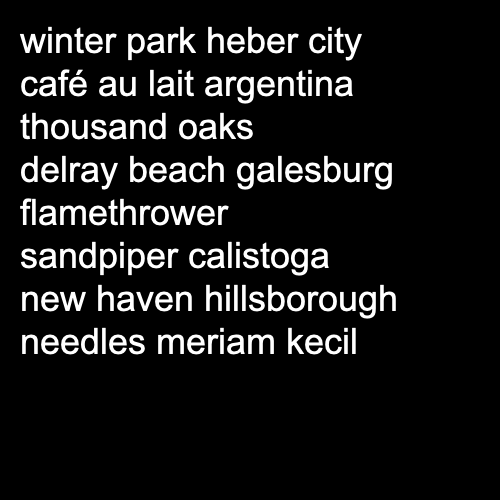 winter park heber city
café au lait argentina
thousand oaks
delray beach galesburg
flamethrower
sandpiper calistoga
new haven hillsborough
needles meriam kecil